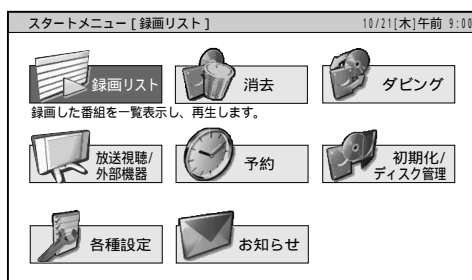 スタートメニュー [ 録画リスト ]
10/21[木]午前 9:00
録画リスト
消去
ダビング
録画した番組を一覧表示し、再生します。
放送視聴/
外部機器
予約
初期化/
ディスク管理
各種設定
お知らせ